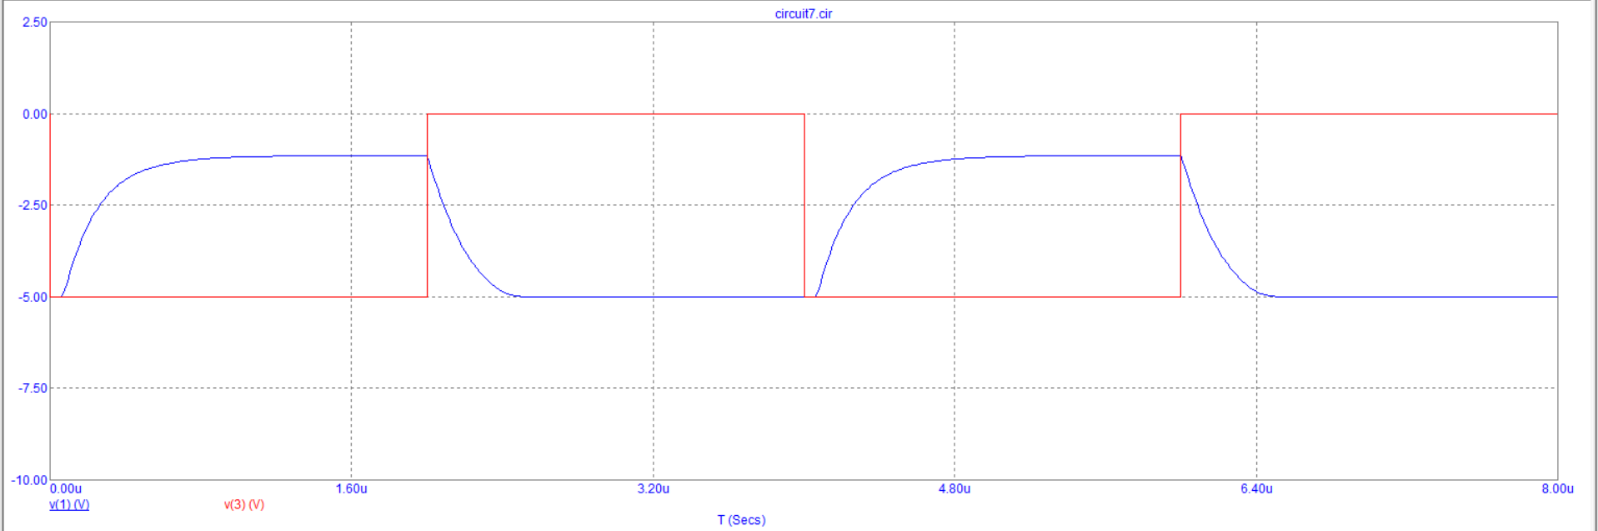 circuit7.cir
2.50
0.00
-2.50
-5.00
-7.50
-10.00
0.00u 1.60u 3.20u 4.80u 6.40u 8.00u
v(1) (V) v(3) (V)
T (Secs)